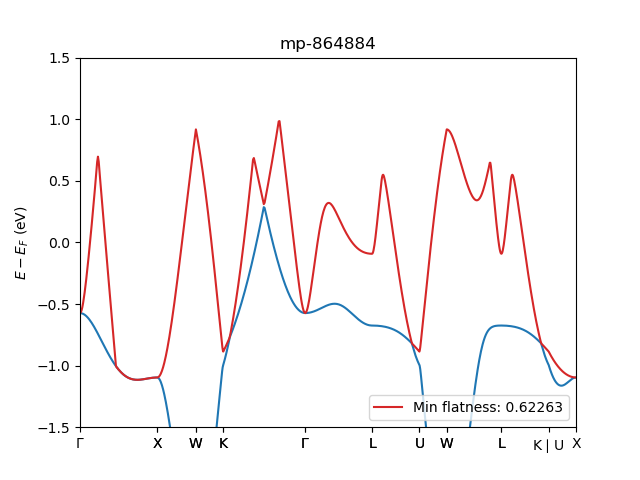 mp-864884
1.5
1.0
0.5
0.0
−0.5
−1.0
−1.5
E − E_F (eV)
Min flatness: 0.62263
Γ X W K Γ L U W L K | U X